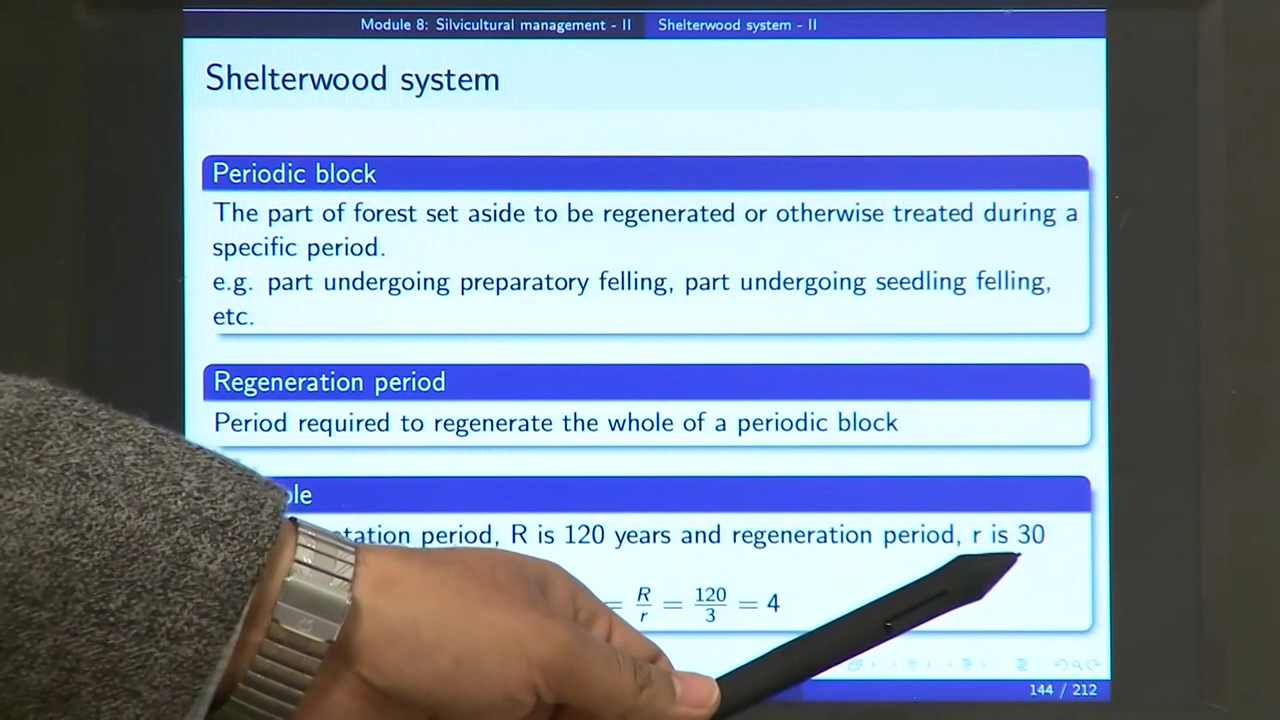 Module 8: Silvicultural management - II Shelterwood system - II
Shelterwood system
Periodic block
The part of forest set aside to be regenerated or otherwise treated during a
specific period.
e.g. part undergoing preparatory felling, part undergoing seedling felling,
etc.
Regeneration period
Period required to regenerate the whole of a periodic block
period, R is 120 years and regeneration period, r is 30
= R/r = 120/3 = 4
144 / 212